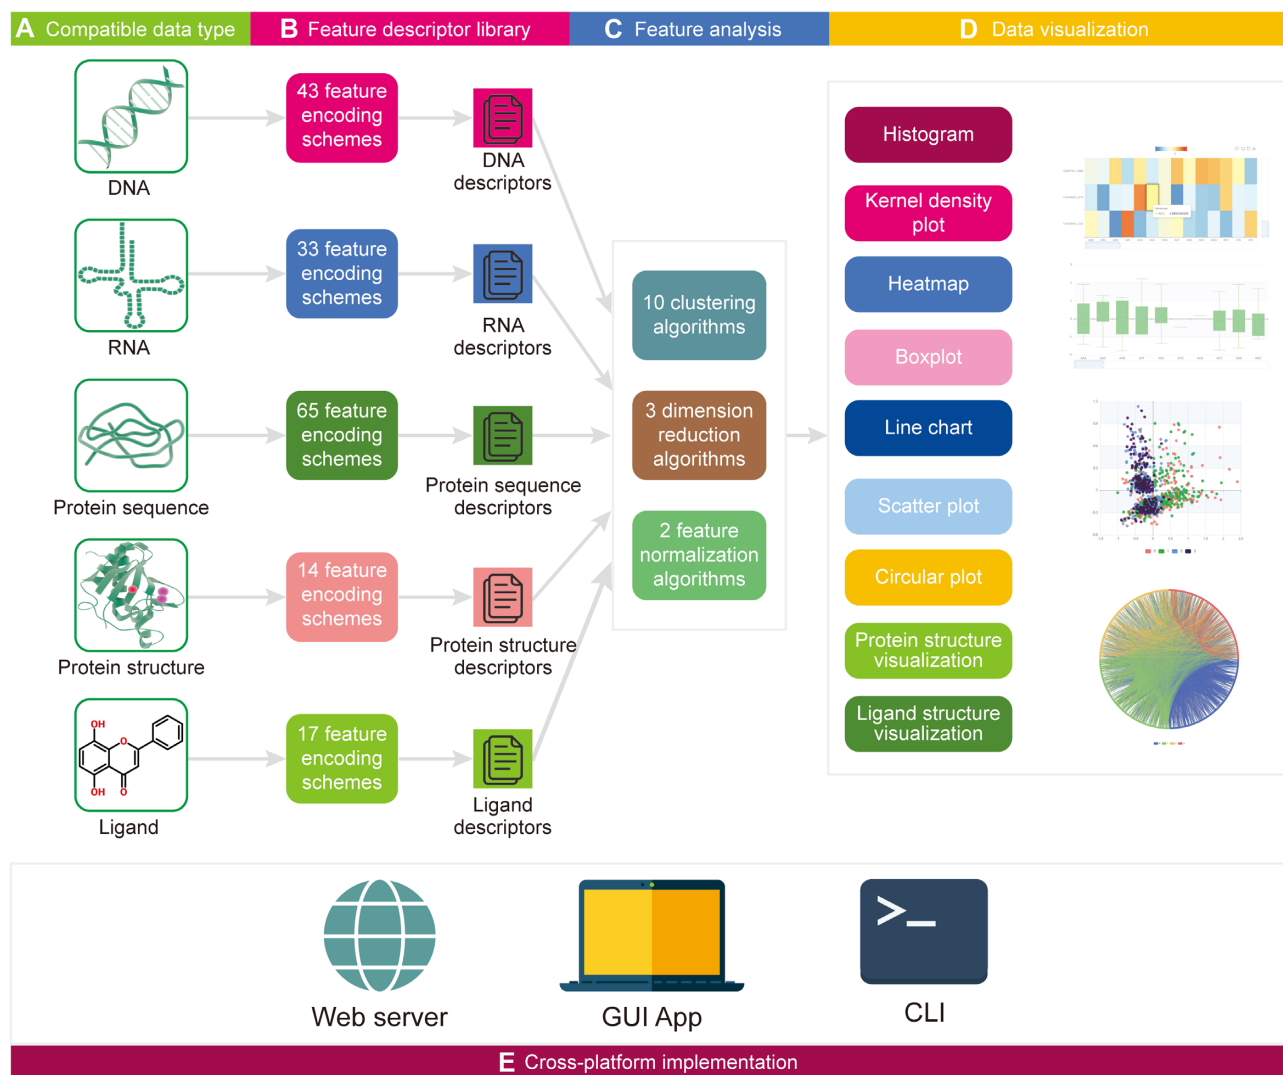 A Compatible data type
B Feature descriptor library
C Feature analysis
D Data visualization
DNA
43 feature
encoding
schemes
DNA
descriptors
RNA
33 feature
encoding
schemes
RNA
descriptors
Protein sequence
65 feature
encoding
schemes
Protein sequence
descriptors
Protein structure
14 feature
encoding
schemes
Protein structure
descriptors
OH
O
OH
O
Ligand
17 feature
encoding
schemes
Ligand
descriptors
10 clustering
algorithms
3 dimension
reduction
algorithms
2 feature
normalization
algorithms
Histogram
Kernel density
plot
Heatmap
Boxplot
Line chart
Scatter plot
Circular plot
Protein structure
visualization
Ligand structure
visualization
>_
Web server
GUI App
CLI
E Cross-platform implementation